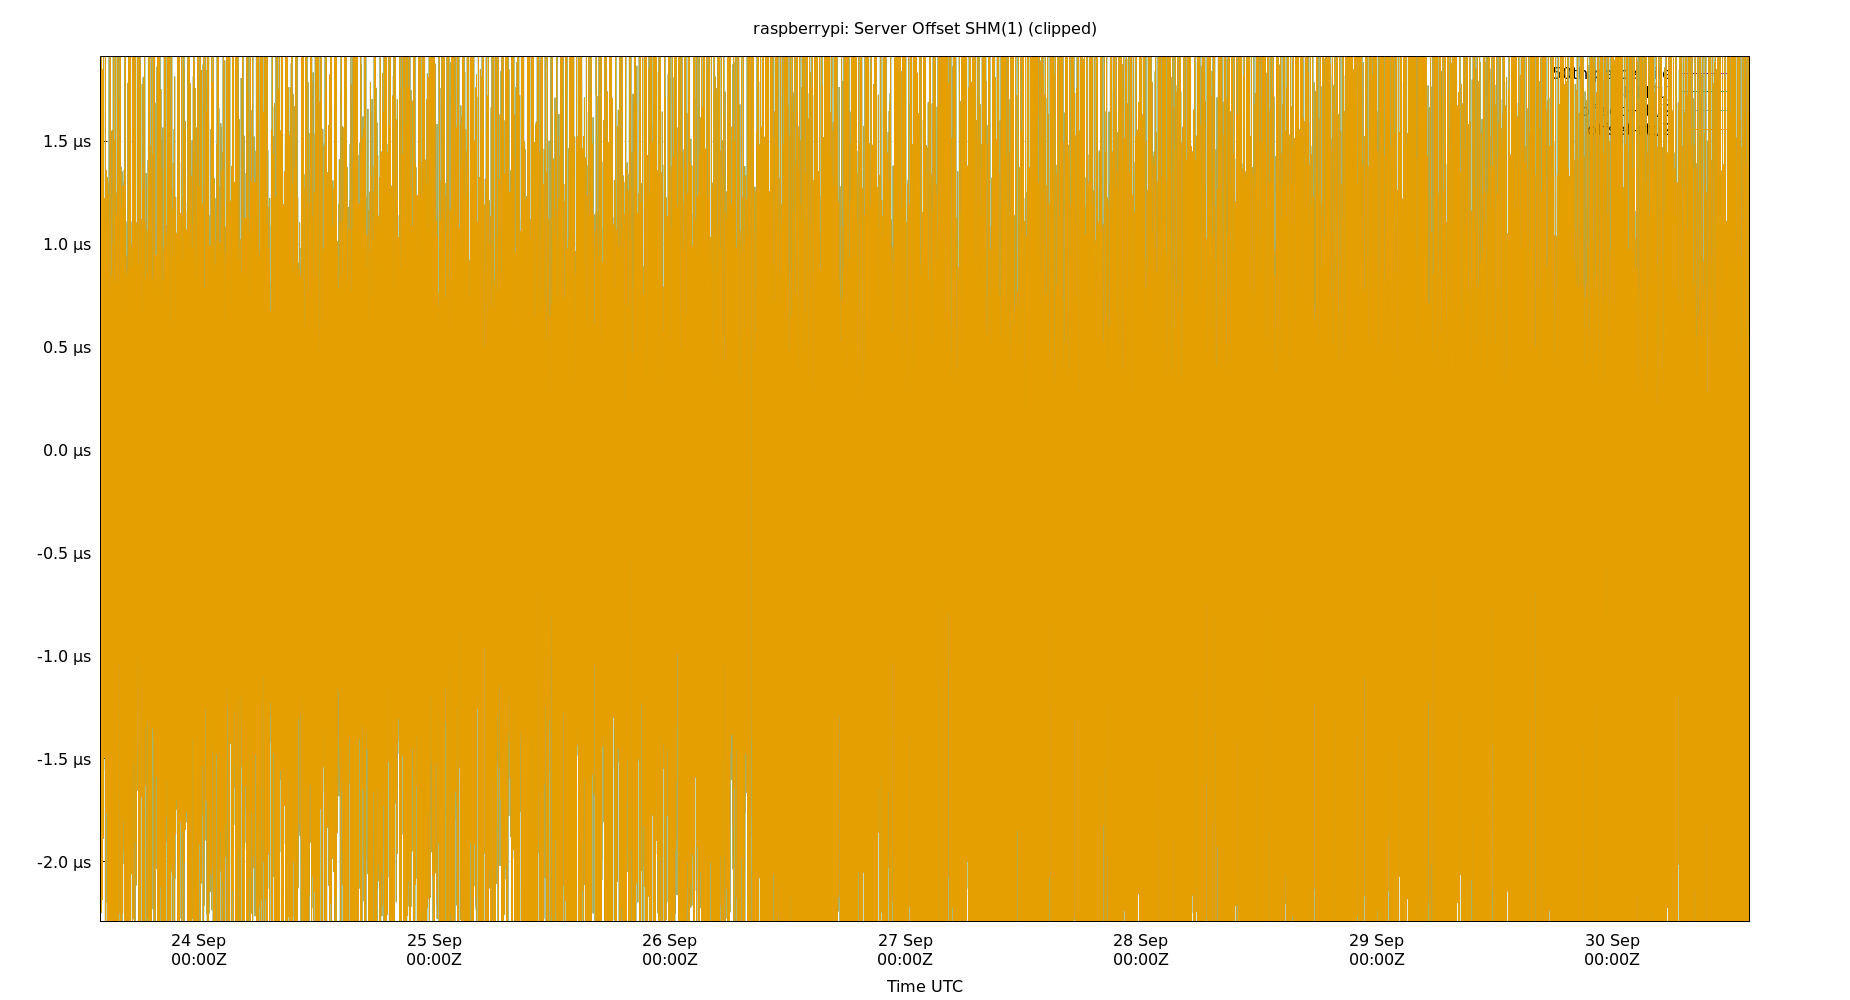 raspberrypi: Server Offset SHM(1) (clipped)
1.5 µs
1.0 µs
0.5 µs
0.0 µs
-0.5 µs
-1.0 µs
-1.5 µs
-2.0 µs
24 Sep 25 Sep 26 Sep 27 Sep 28 Sep 29 Sep 30 Sep
00:00Z 00:00Z 00:00Z 00:00Z 00:00Z 00:00Z 00:00Z
Time UTC